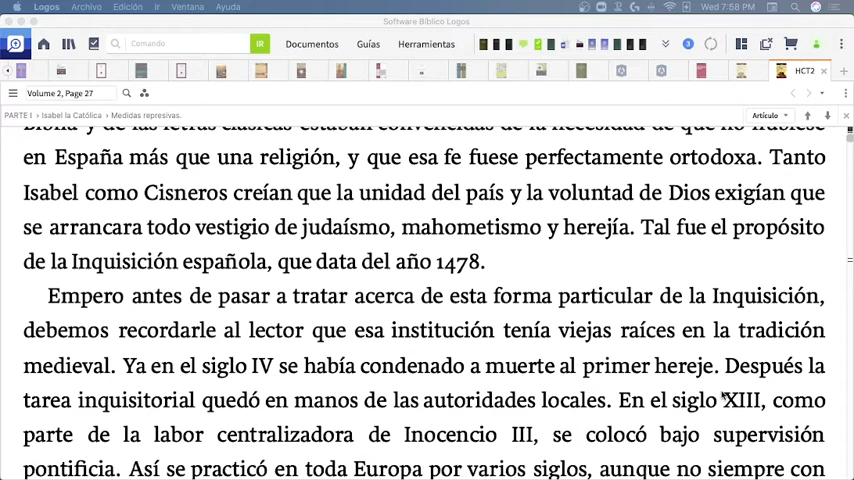 Logos Archivo Edición Ir Ventana Ayuda Wed 7:58 PM
Software Bíblico Logos
Comando IR Documentos Guías Herramientas 3
HCT2
Volume 2, Page 27
PARTE I › Isabel la Católica › Medidas represivas. Artículo
Biblia y de las letras clásicas estaban convencidas de la necesidad de que no hubiese
en España más que una religión, y que esa fe fuese perfectamente ortodoxa. Tanto
Isabel como Cisneros creían que la unidad del país y la voluntad de Dios exigían que
se arrancara todo vestigio de judaísmo, mahometismo y herejía. Tal fue el propósito
de la Inquisición española, que data del año 1478.
Empero antes de pasar a tratar acerca de esta forma particular de la Inquisición,
debemos recordarle al lector que esa institución tenía viejas raíces en la tradición
medieval. Ya en el siglo IV se había condenado a muerte al primer hereje. Después la
tarea inquisitorial quedó en manos de las autoridades locales. En el siglo XIII, como
parte de la labor centralizadora de Inocencio III, se colocó bajo supervisión
pontificia. Así se practicó en toda Europa por varios siglos, aunque no siempre con